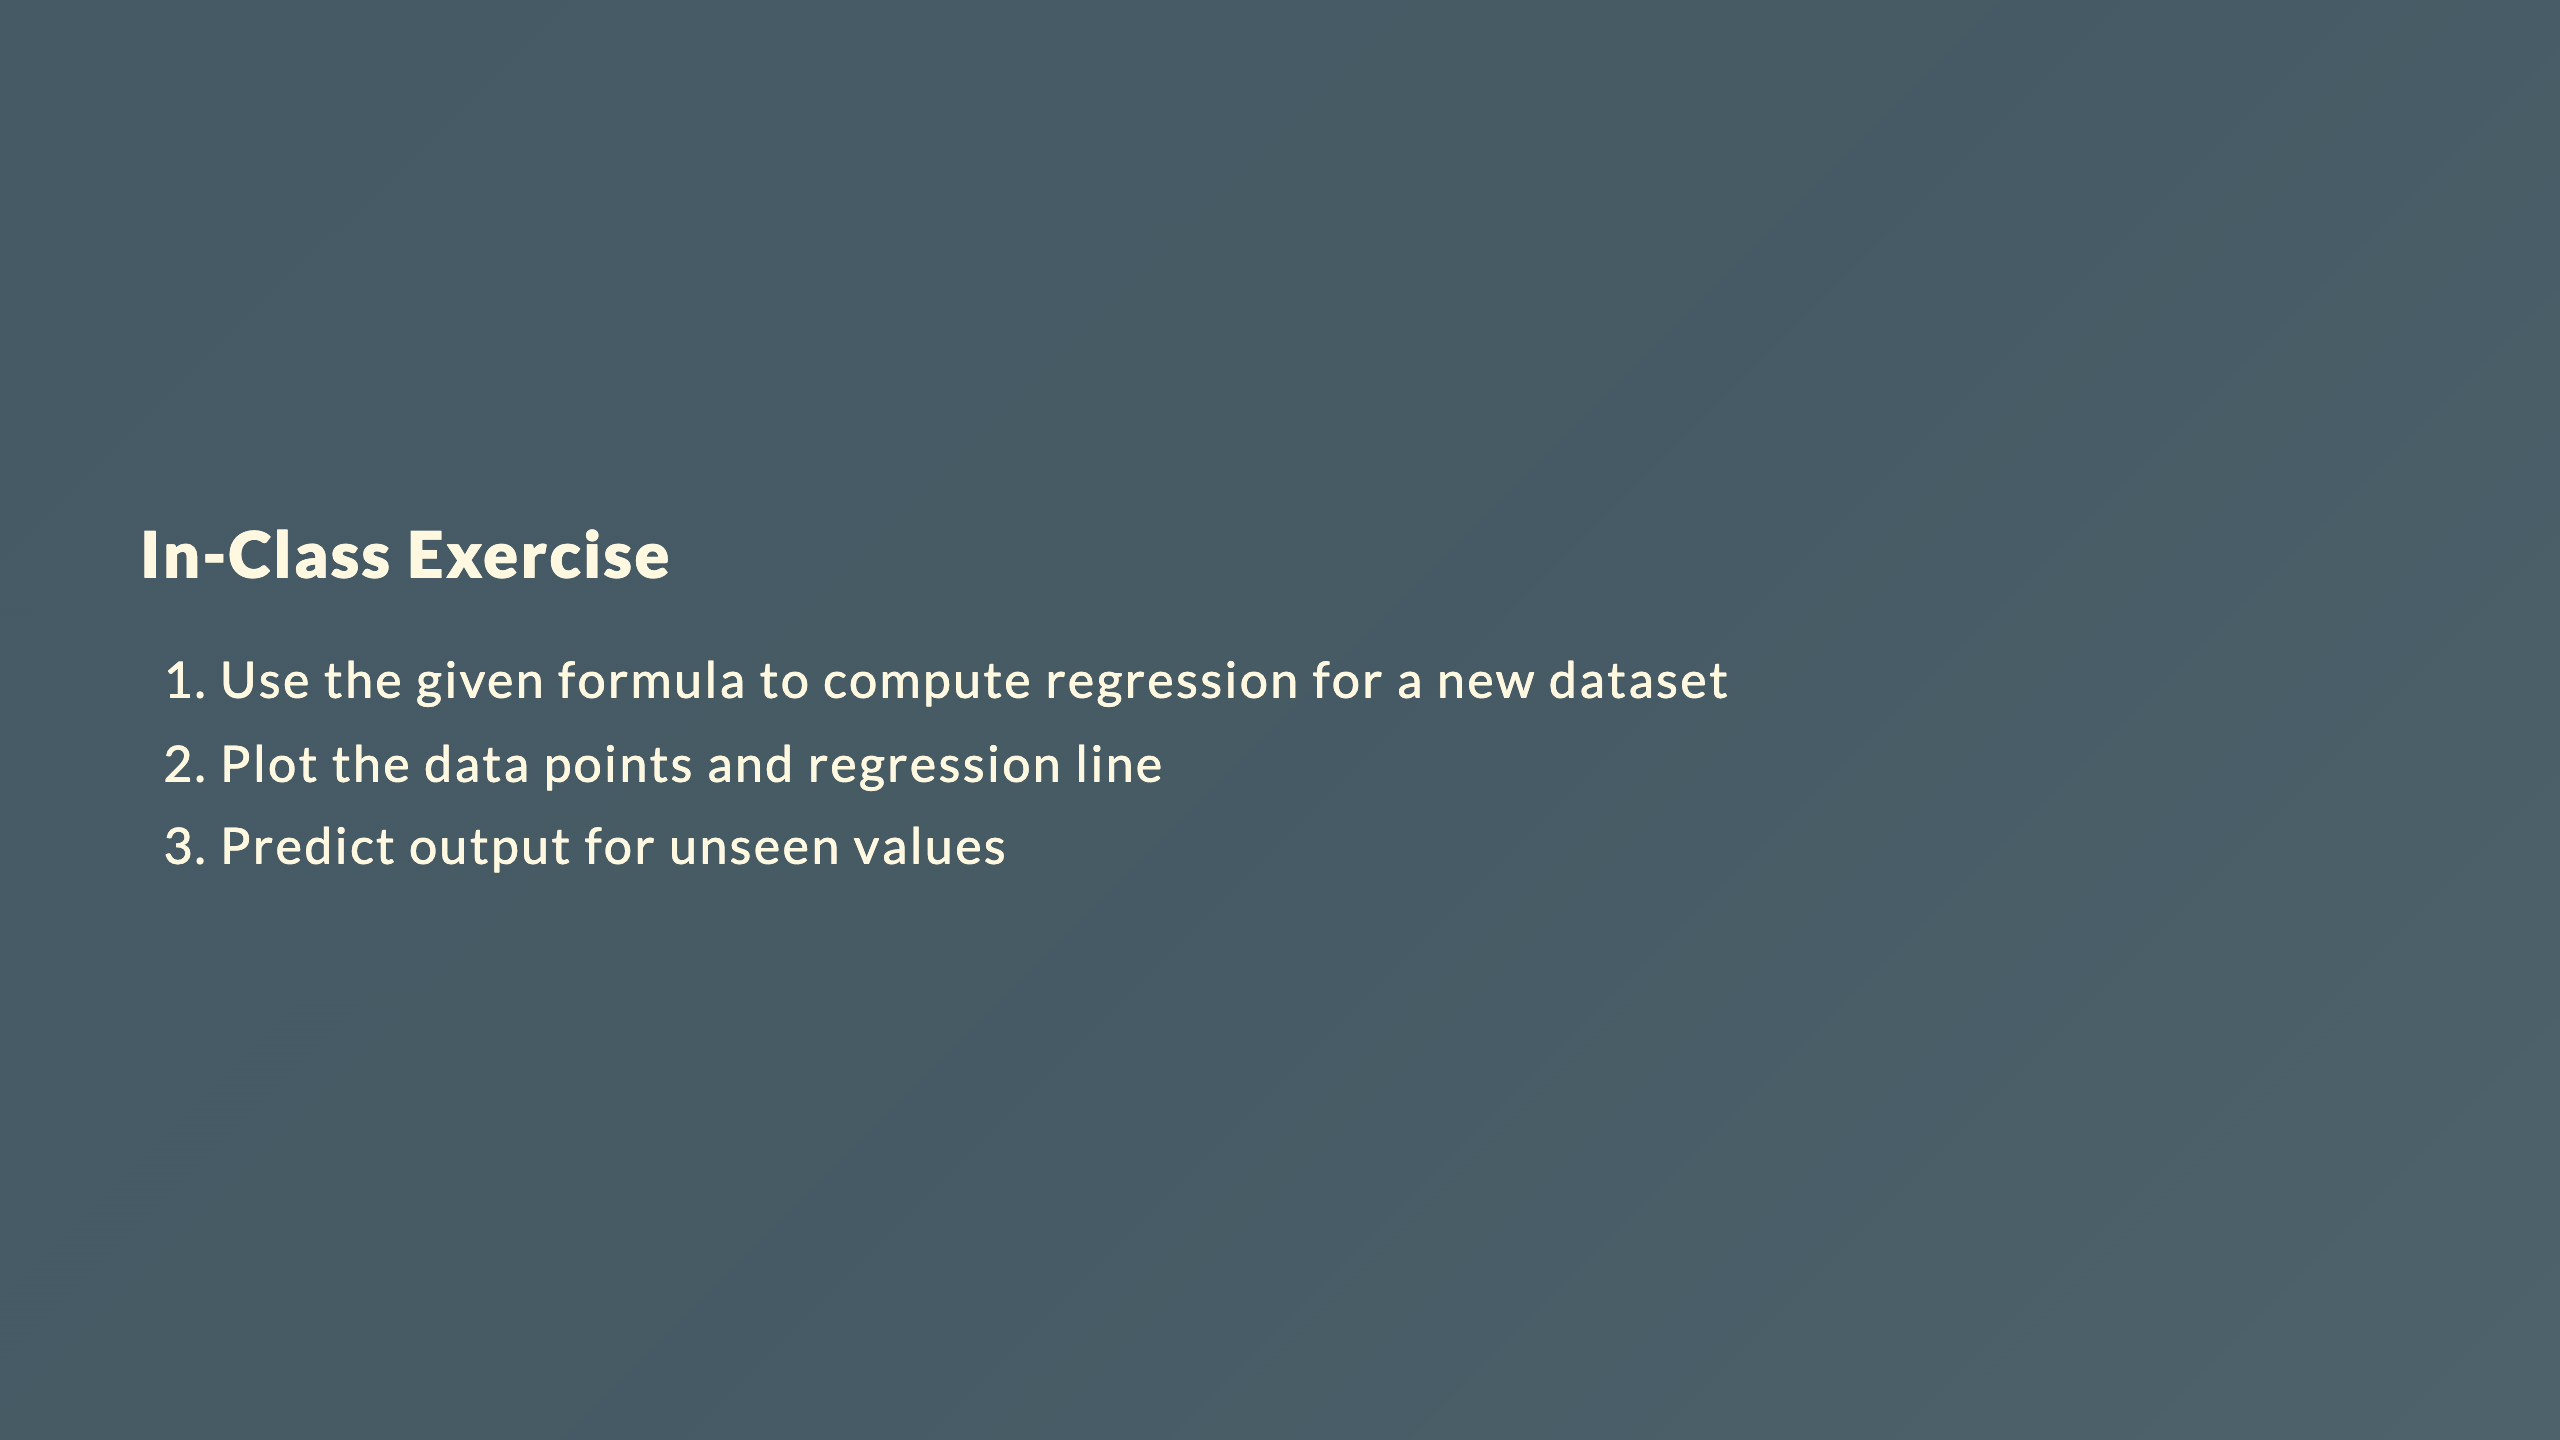 In-Class Exercise
1. Use the given formula to compute regression for a new dataset
2. Plot the data points and regression line
3. Predict output for unseen values